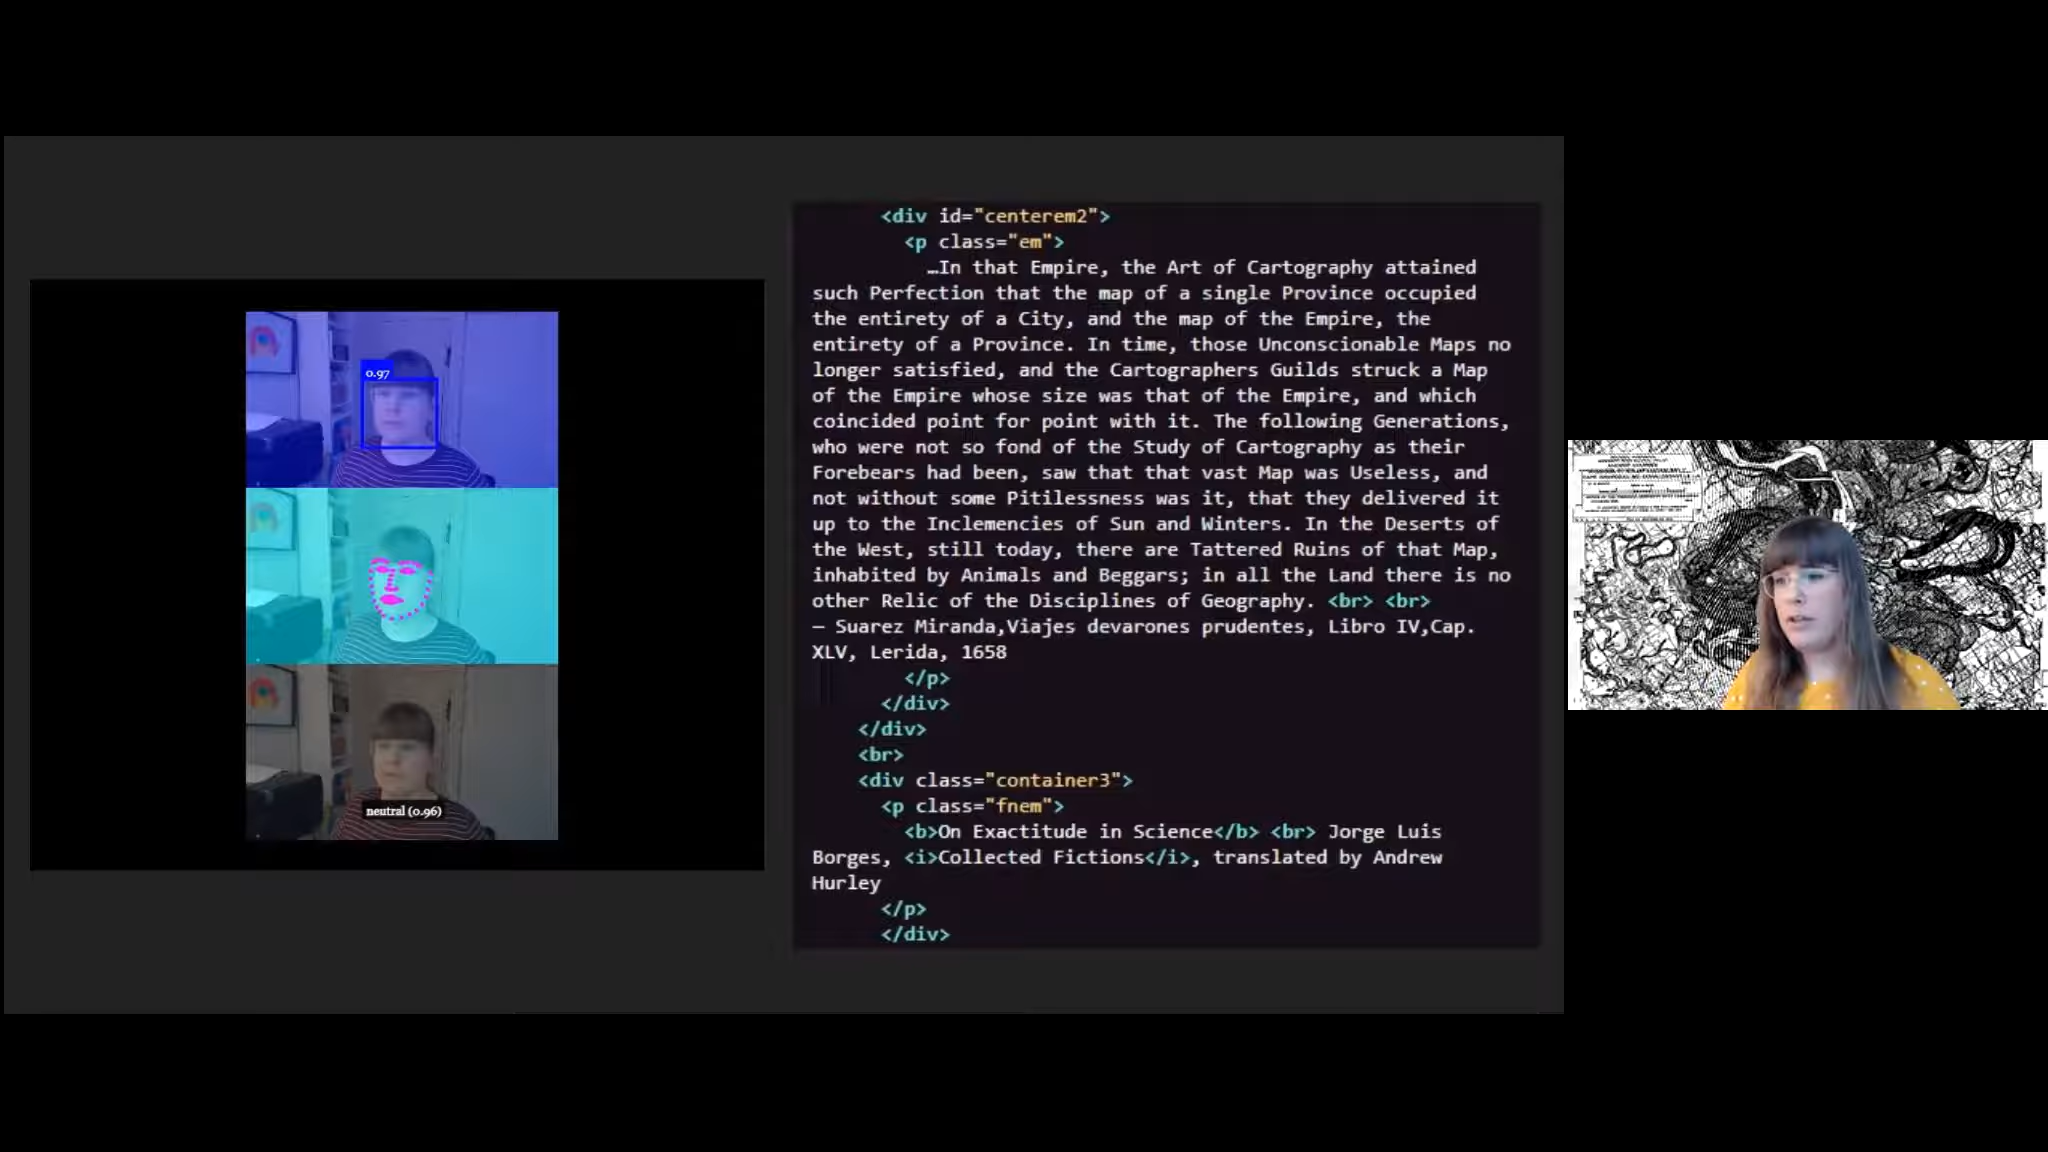 0.97
neutral (0.96)
<div id="centerem2">
<p class="em">
…In that Empire, the Art of Cartography attained
such Perfection that the map of a single Province occupied
the entirety of a City, and the map of the Empire, the
entirety of a Province. In time, those Unconscionable Maps no
longer satisfied, and the Cartographers Guilds struck a Map
of the Empire whose size was that of the Empire, and which
coincided point for point with it. The following Generations,
who were not so fond of the Study of Cartography as their
Forebears had been, saw that that vast Map was Useless, and
not without some Pitilessness was it, that they delivered it
up to the Inclemencies of Sun and Winters. In the Deserts of
the West, still today, there are Tattered Ruins of that Map,
inhabited by Animals and Beggars; in all the Land there is no
other Relic of the Disciplines of Geography. <br> <br>
— Suarez Miranda,Viajes devarones prudentes, Libro IV,Cap.
XLV, Lerida, 1658
</p>
</div>
</div>
<br>
<div class="container3">
<p class="fnem">
<b>On Exactitude in Science</b> <br> Jorge Luis
Borges, <i>Collected Fictions</i>, translated by Andrew
Hurley
</p>
</div>